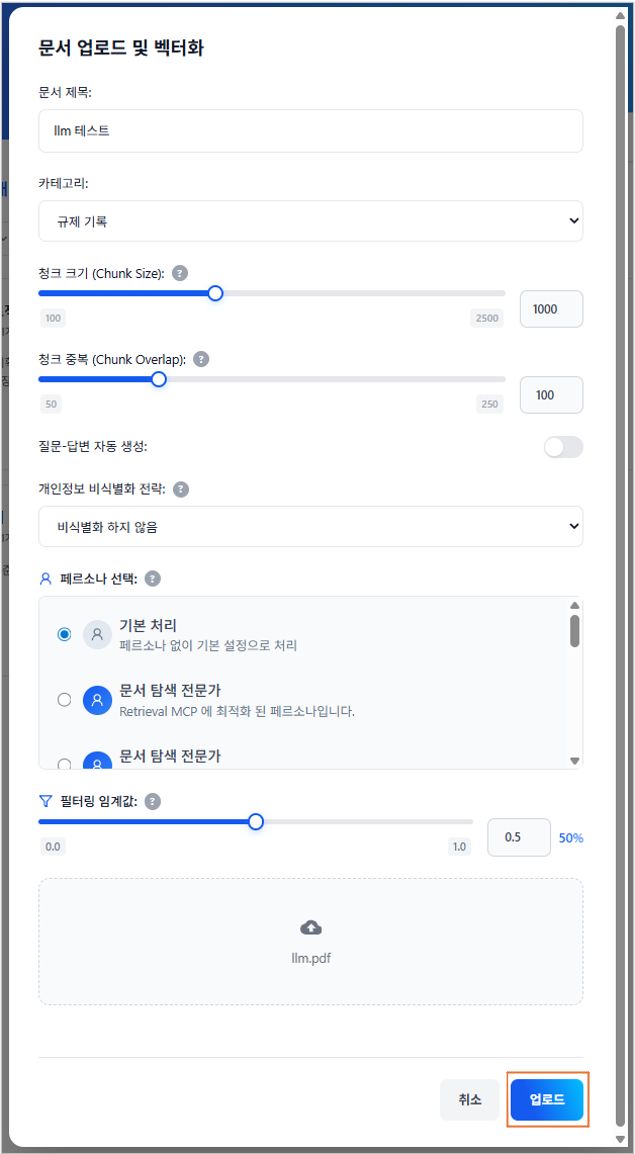 문서 업로드 및 벡터화
문서 제목:
llm 테스트
카테고리:
규제 기록
청크 크기 (Chunk Size): ?
100
2500
1000
청크 중복 (Chunk Overlap): ?
50
250
100
질문-답변 자동 생성:
개인정보 비식별화 전략: ?
비식별화 하지 않음
페르소나 선택: ?
기본 처리
페르소나 없이 기본 설정으로 처리
문서 탐색 전문가
Retrieval MCP 에 최적화 된 페르소나입니다.
문서 탐색 전문가
필터링 임계값: ?
0.0
1.0
0.5
50%
llm.pdf
취소
업로드